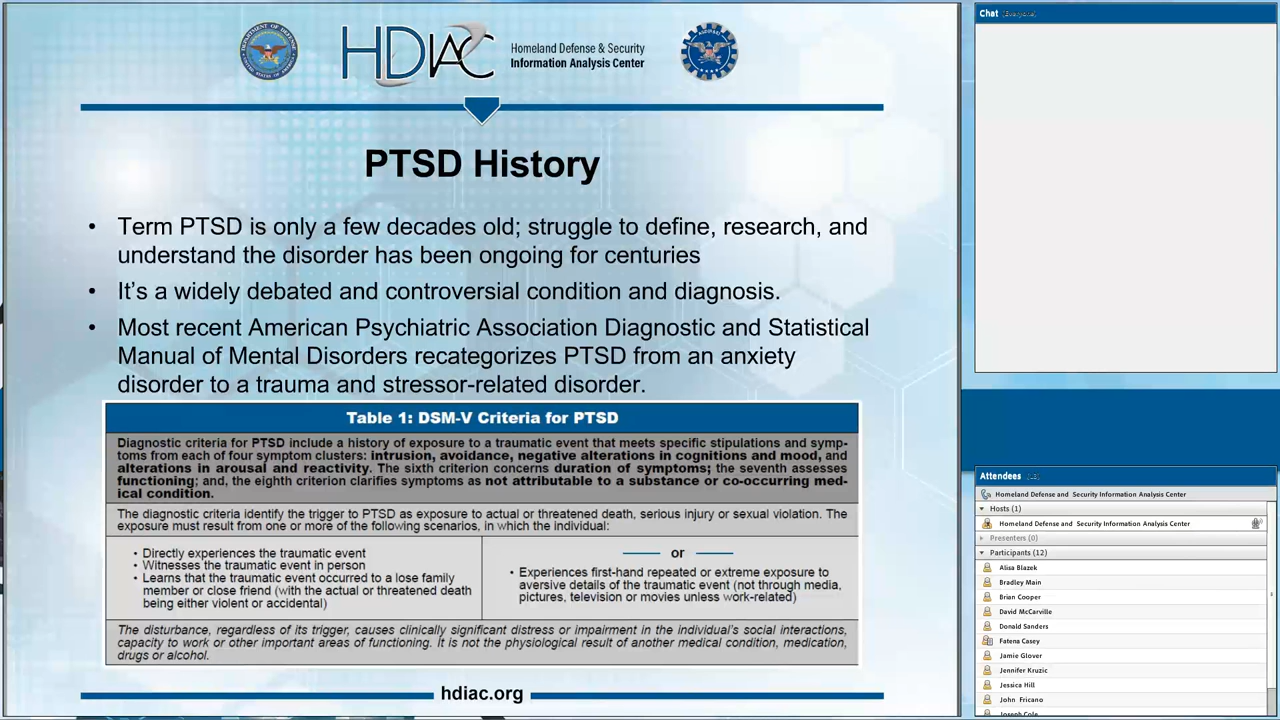 HDIAC
Homeland Defense & Security
Information Analysis Center
PTSD History
• Term PTSD is only a few decades old; struggle to define, research, and
understand the disorder has been ongoing for centuries
• It's a widely debated and controversial condition and diagnosis.
• Most recent American Psychiatric Association Diagnostic and Statistical
Manual of Mental Disorders recategorizes PTSD from an anxiety
disorder to a trauma and stressor-related disorder.
Table 1: DSM-V Criteria for PTSD
Diagnostic criteria for PTSD include a history of exposure to a traumatic event that meets specific stipulations and symp-
toms from each of four symptom clusters: intrusion, avoidance, negative alterations in cognitions and mood, and
alterations in arousal and reactivity. The sixth criterion concerns duration of symptoms; the seventh assesses
functioning; and, the eighth criterion clarifies symptoms as not attributable to a substance or co-occurring med-
ical condition.
The diagnostic criteria identify the trigger to PTSD as exposure to actual or threatened death, serious injury or sexual violation. The
exposure must result from one or more of the following scenarios, in which the individual:
• Directly experiences the traumatic event
• Witnesses the traumatic event in person
• Learns that the traumatic event occurred to a lose family
member or close friend (with the actual or threatened death
being either violent or accidental)
or
• Experiences first-hand repeated or extreme exposure to
aversive details of the traumatic event (not through media,
pictures, television or movies unless work-related)
The disturbance, regardless of its trigger, causes clinically significant distress or impairment in the individual's social interactions,
capacity to work or other important areas of functioning. It is not the physiological result of another medical condition, medication,
drugs or alcohol.
hdiac.org
Chat (Everyone)
Attendees
Homeland Defense and Security Information Analysis Center
Hosts (1)
Homeland Defense and Security Information Analysis Center
Presenters (0)
Participants (12)
Alisa Blazek
Bradley Main
Brian Cooper
David McCarville
Donald Sanders
Fatena Casey
Jamie Glover
Jennifer Kruzic
Jessica Hill
John Fricano
Joseph Cole